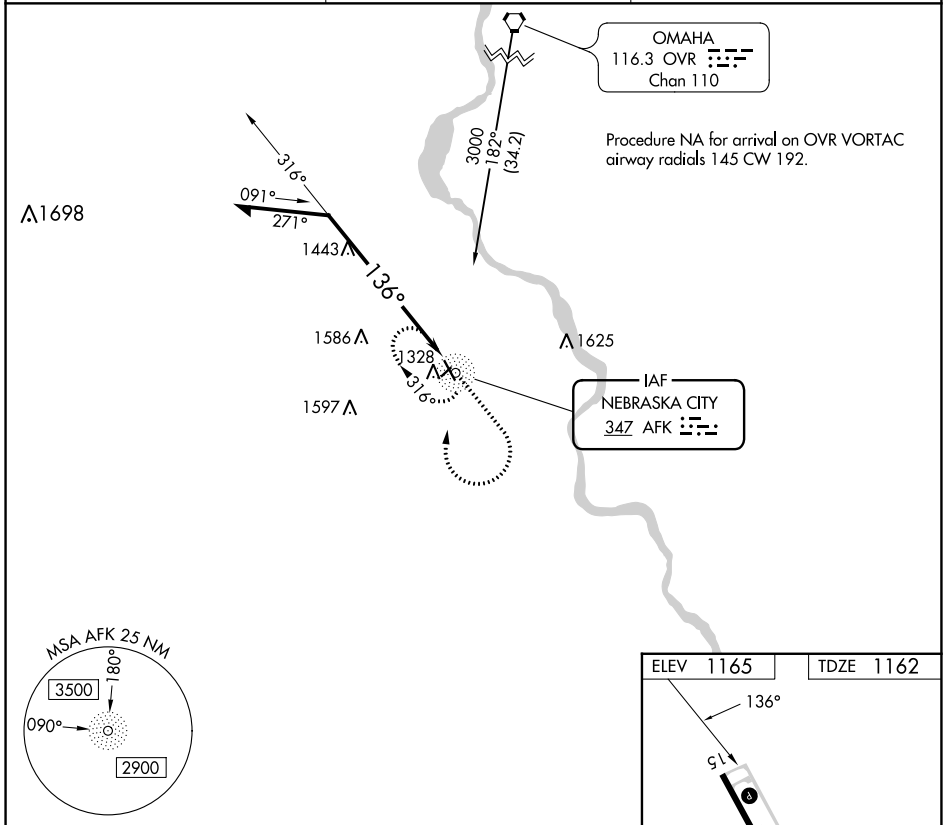 OMAHA
116.3 OVR
Chan 110
3000
182°
(34.2)
Procedure NA for arrival on OVR VORTAC
airway radials 145 CW 192.
316°
091°
271°
1698
1443
136°
1586
1625
1328
316°
1597
IAF
NEBRASKA CITY
347 AFK
MSA AFK 25 NM
180°
3500
090°
2900
ELEV 1165
TDZE 1162
136°
15
P